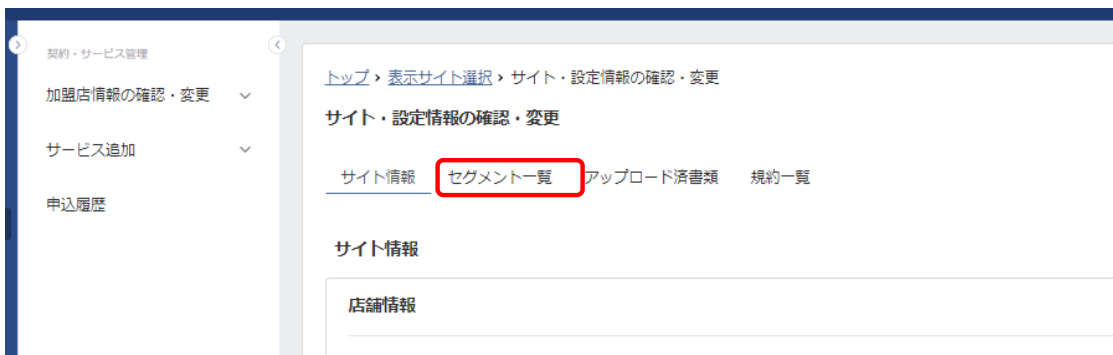 契約・サービス管理
加盟店情報の確認・変更
サービス追加
申込履歴
トップ › 表示サイト選択 › サイト・設定情報の確認・変更
サイト・設定情報の確認・変更
サイト情報 セグメント一覧 アップロード済書類 規約一覧
サイト情報
店舗情報